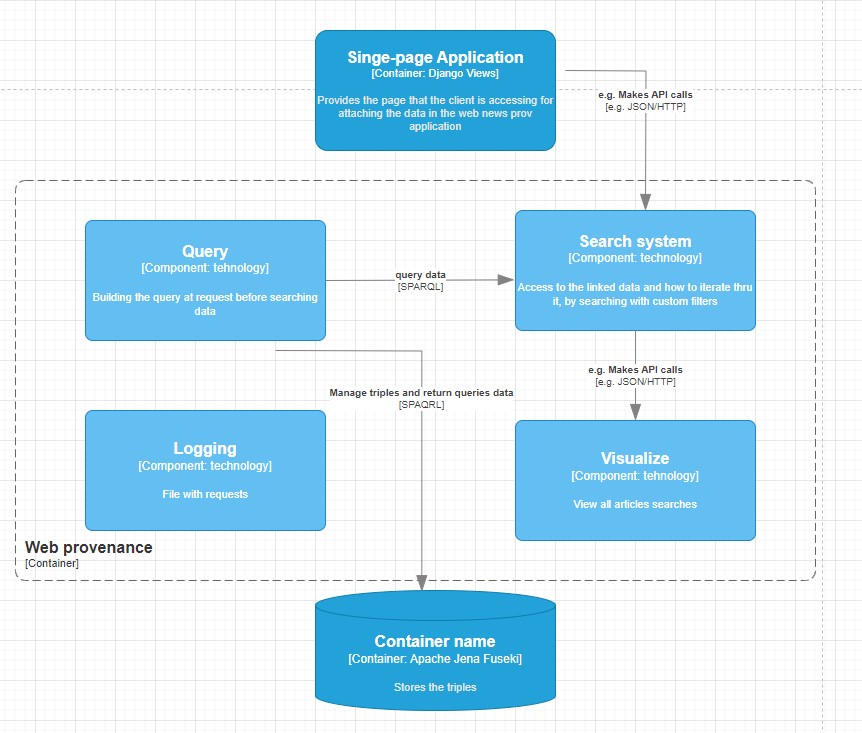 Singe-page Application
[Container: Django Views]
Provides the page that the client is accessing for
attaching the data in the web news prov
application
e.g. Makes API calls
[e.g. JSON/HTTP]
Query
[Component: tehnology]
Building the query at request before searching
data
query data
[SPARQL]
Search system
[Component: technology]
Access to the linked data and how to iterate thru
it, by searching with custom filters
e.g. Makes API calls
[e.g. JSON/HTTP]
Manage triples and return queries data
[SPAQRL]
Logging
[Component: technology]
File with requests
Visualize
[Component: tehnology]
View all articles searches
Web provenance
[Container]
Container name
[Container: Apache Jena Fuseki]
Stores the triples